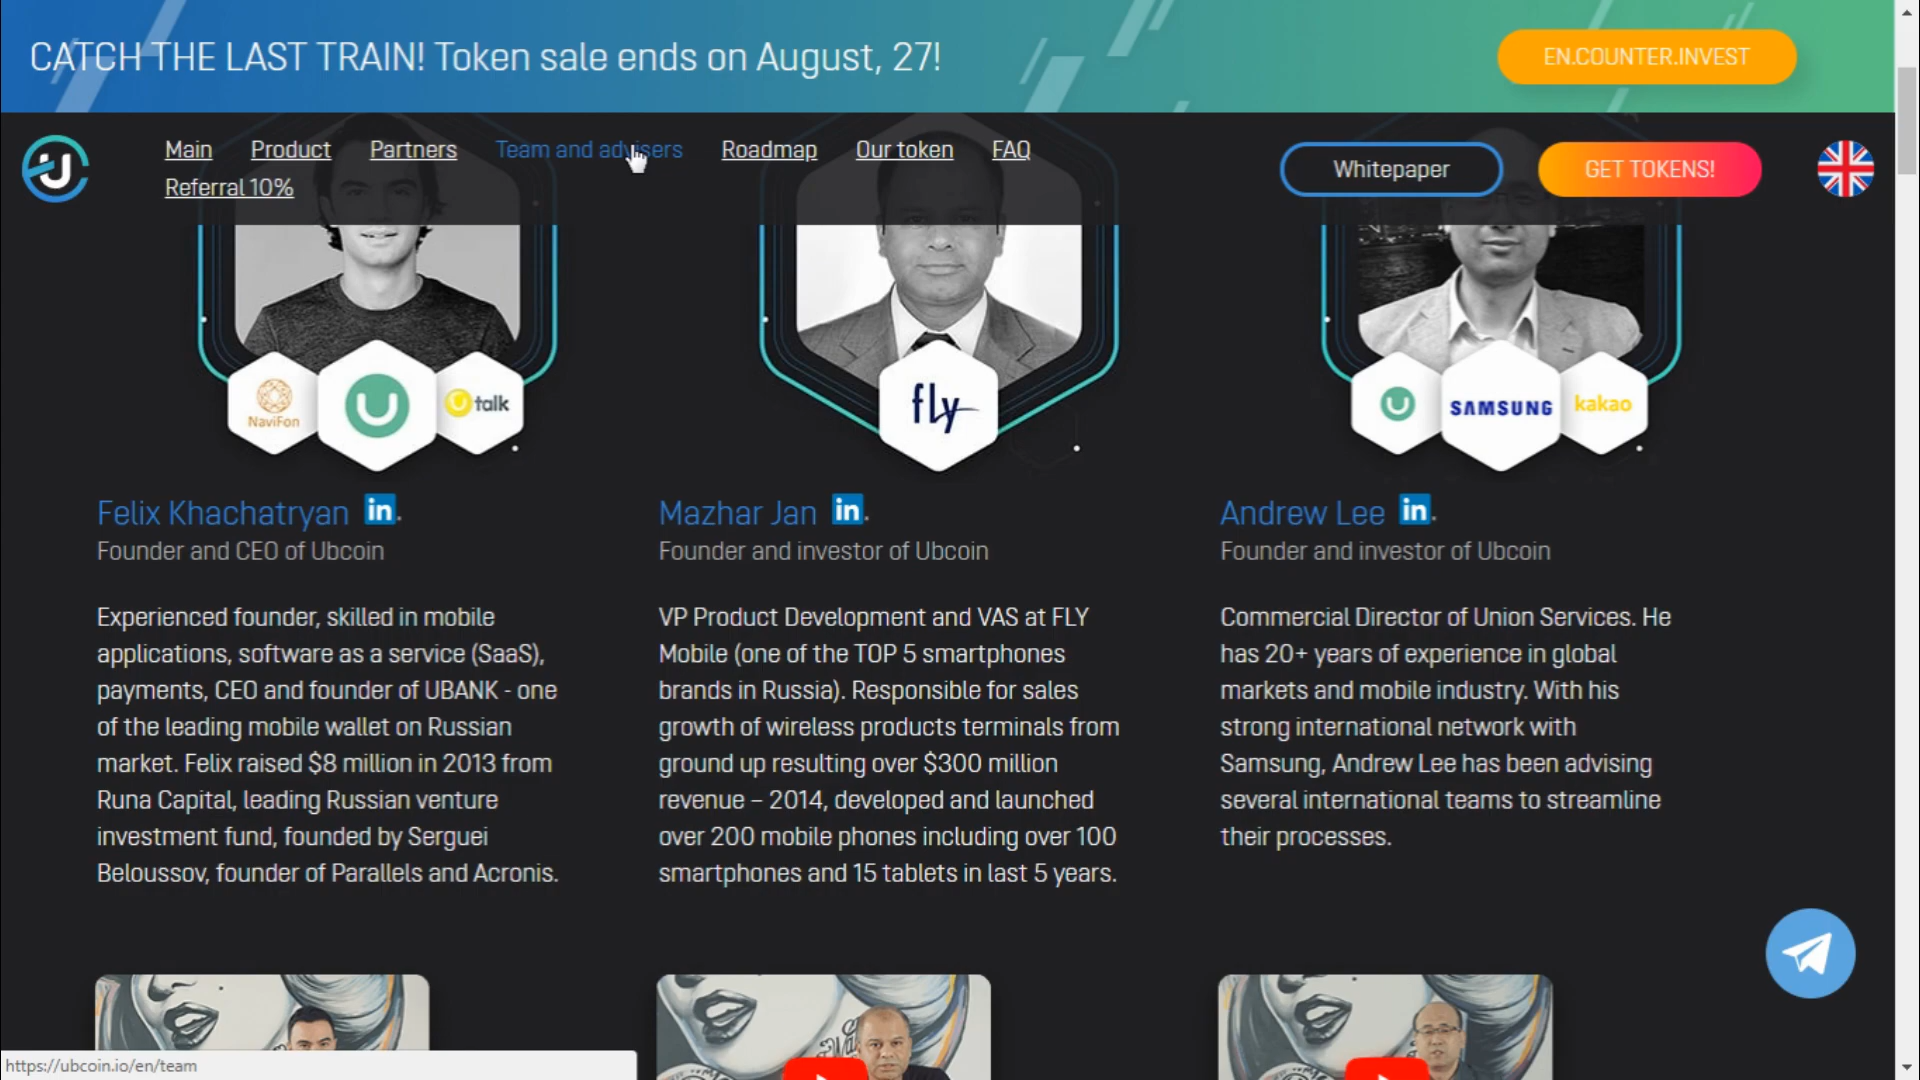 CATCH THE LAST TRAIN! Token sale ends on August, 27!
EN.COUNTER.INVEST
Main Product Partners Team and advisers Roadmap Our token FAQ
Referral 10%
Whitepaper
GET TOKENS!
NaviFon
U talk
fly
SAMSUNG
kakao
Felix Khachatryan in
Founder and CEO of Ubcoin
Experienced founder, skilled in mobile
applications, software as a service (SaaS),
payments, CEO and founder of UBANK - one
of the leading mobile wallet on Russian
market. Felix raised $8 million in 2013 from
Runa Capital, leading Russian venture
investment fund, founded by Serguei
Beloussov, founder of Parallels and Acronis.
Mazhar Jan in
Founder and investor of Ubcoin
VP Product Development and VAS at FLY
Mobile (one of the TOP 5 smartphones
brands in Russia). Responsible for sales
growth of wireless products terminals from
ground up resulting over $300 million
revenue – 2014, developed and launched
over 200 mobile phones including over 100
smartphones and 15 tablets in last 5 years.
Andrew Lee in
Founder and investor of Ubcoin
Commercial Director of Union Services. He
has 20+ years of experience in global
markets and mobile industry. With his
strong international network with
Samsung, Andrew Lee has been advising
several international teams to streamline
their processes.
https://ubcoin.io/en/team